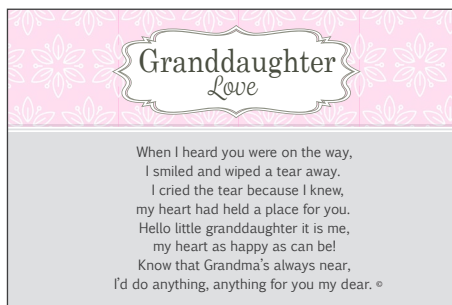 Granddaughter
Love
When I heard you were on the way,
I smiled and wiped a tear away.
I cried the tear because I knew,
my heart had held a place for you.
Hello little granddaughter it is me,
my heart as happy as can be!
Know that Grandma's always near,
I'd do anything, anything for you my dear. ©